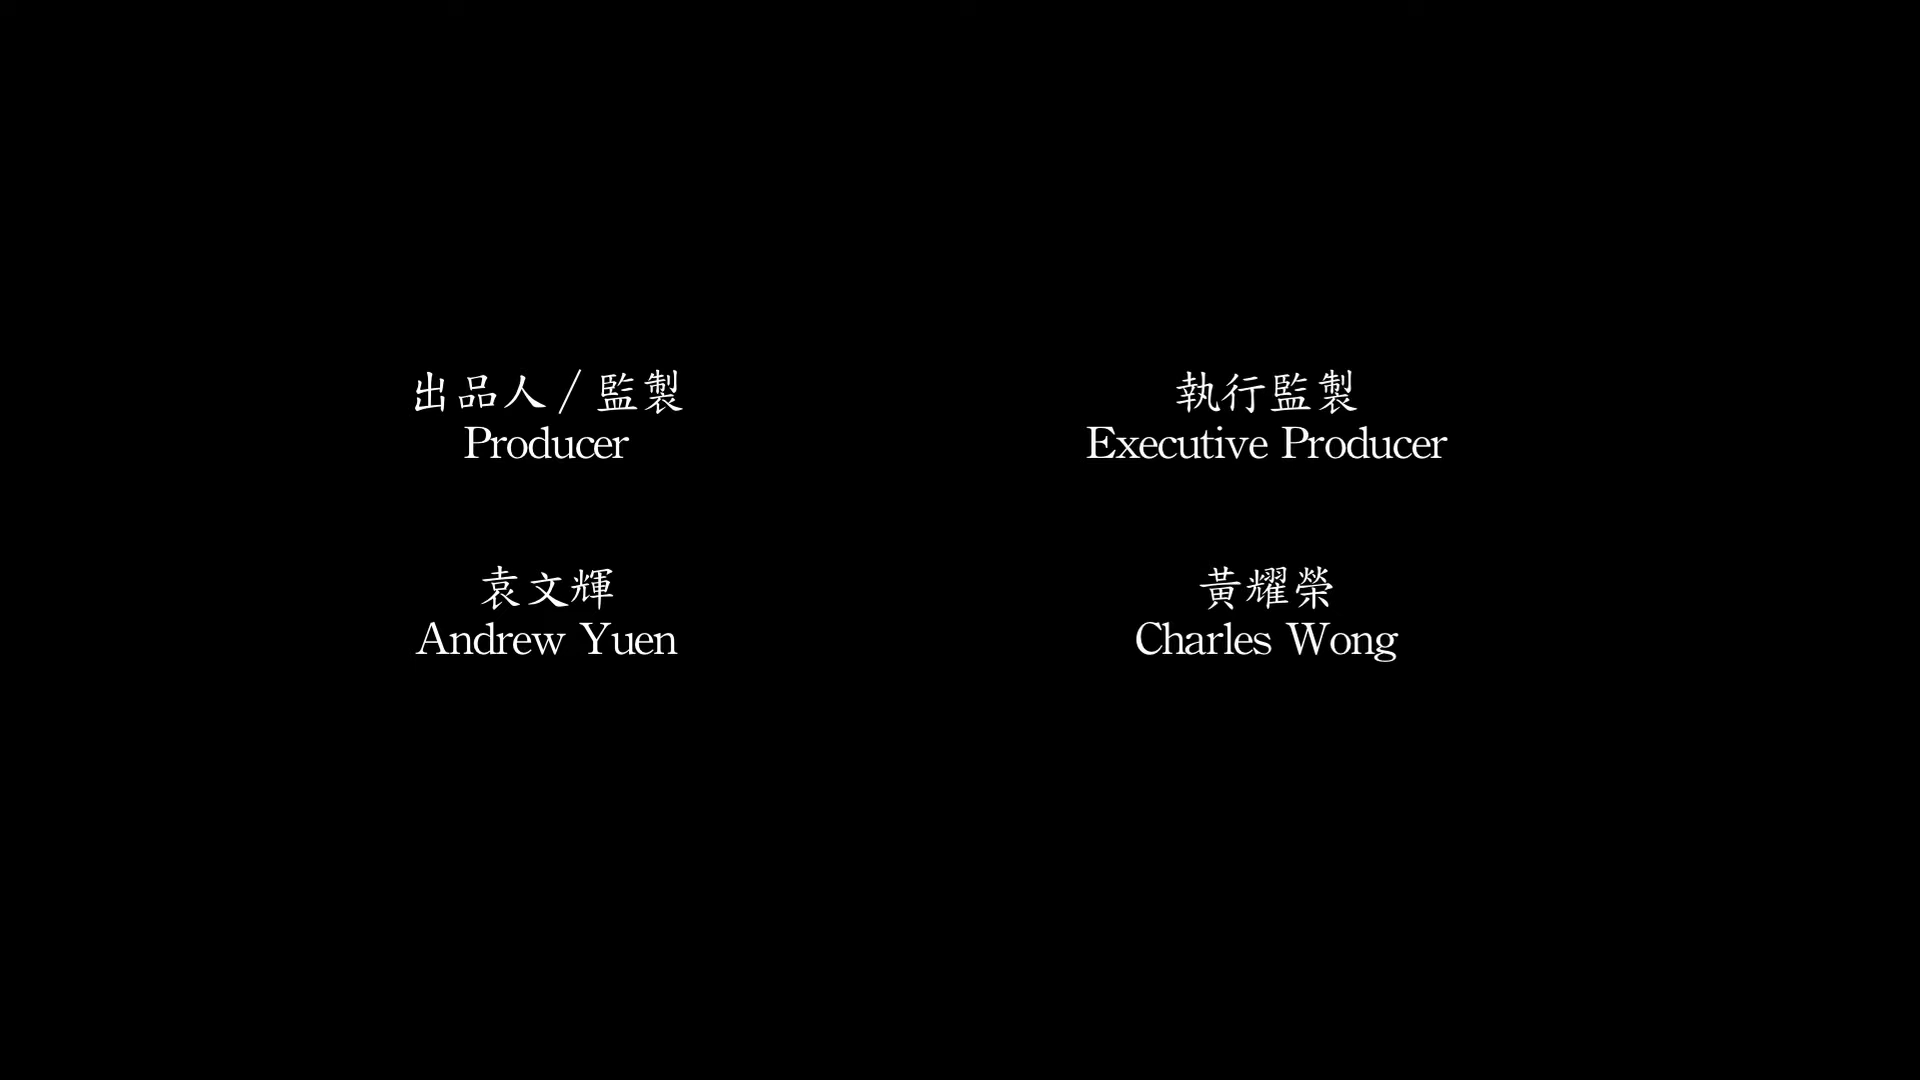 出品人／監製
Producer
袁文輝
Andrew Yuen
執行監製
Executive Producer
黃耀榮
Charles Wong